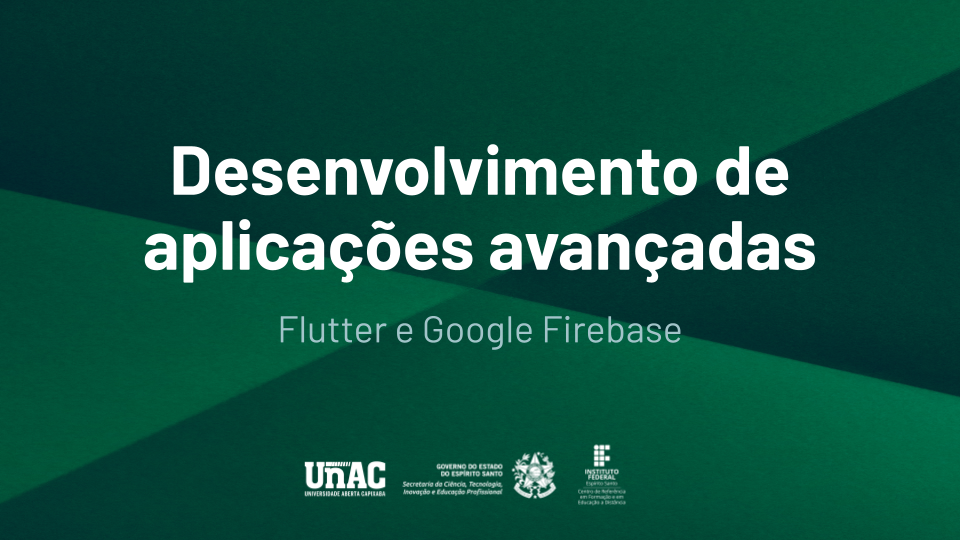 Desenvolvimento de
aplicações avançadas
Flutter e Google Firebase
UnAC
UNIVERSIDADE ABERTA CAPIXABA
GOVERNO DO ESTADO
DO ESPÍRITO SANTO
Secretaria da Ciência, Tecnologia,
Inovação e Educação Profissional
INSTITUTO
FEDERAL
Espírito Santo
Centro de Referência
em Formação e em
Educação a Distância